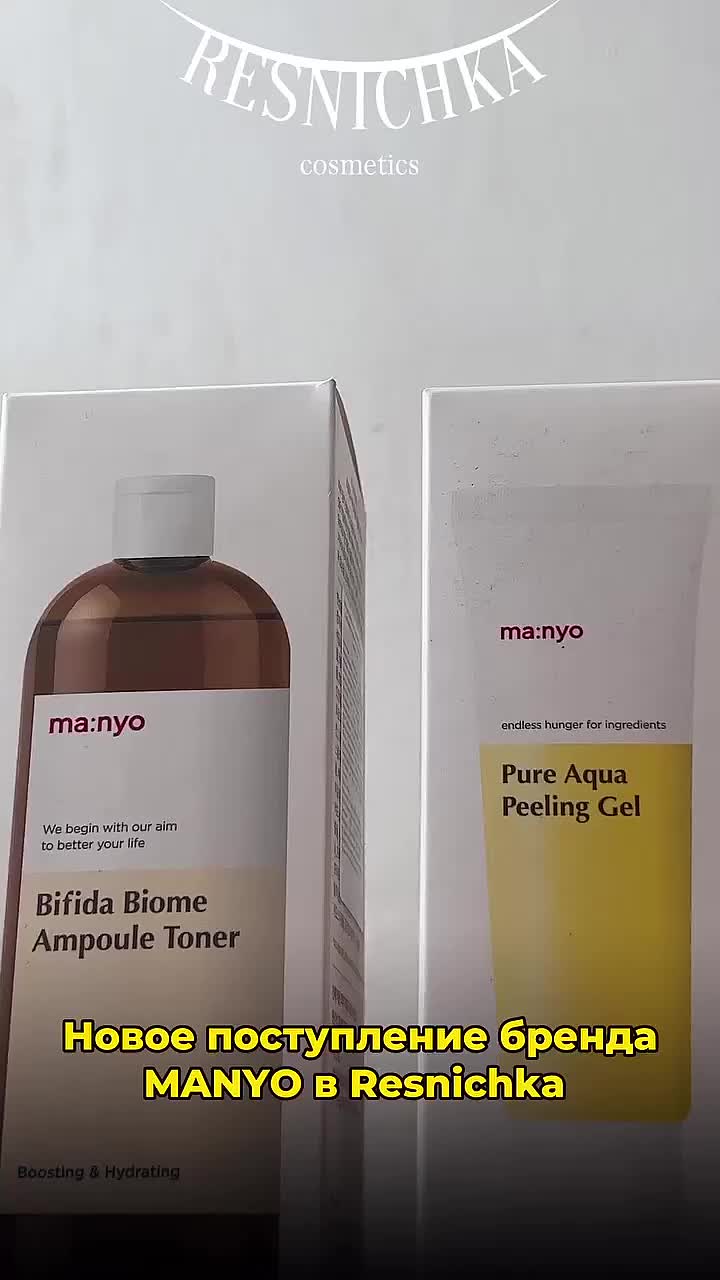 RESNICHKA
cosmetics
ma:nyo
We begin with our aim
to better your life
Bifida Biome
Ampoule Toner
Boosting & Hydrating
ma:nyo
endless hunger for ingredients
Pure Aqua
Peeling Gel
Новое поступление бренда
MANYO в Resnichka